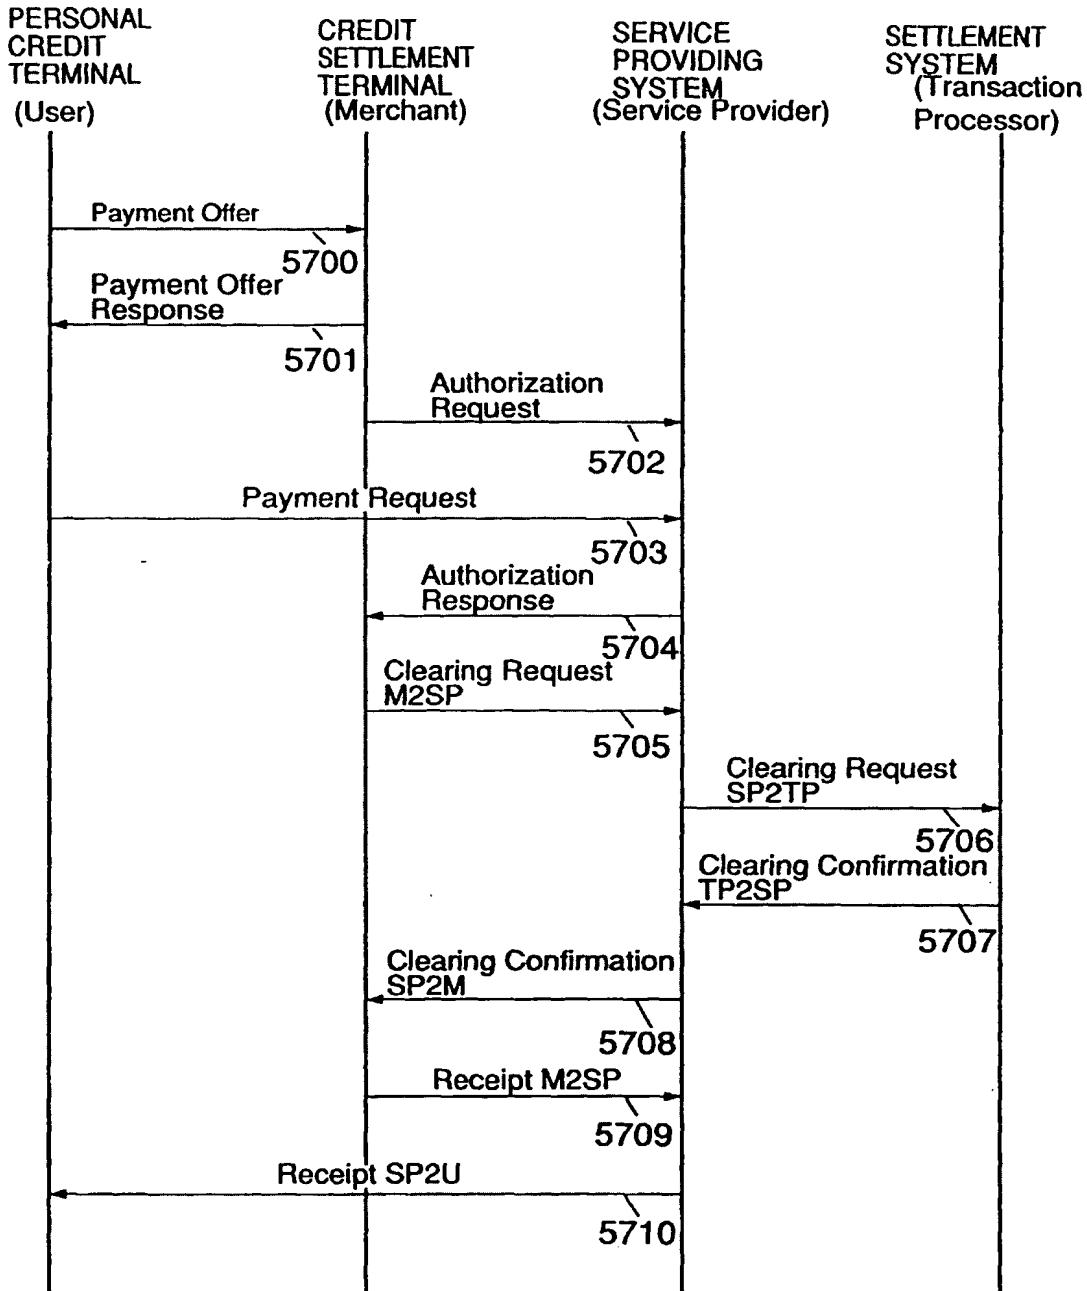 PERSONAL
CREDIT
TERMINAL
(User)
CREDIT
SETTLEMENT
TERMINAL
(Merchant)
SERVICE
PROVIDING
SYSTEM
(Service Provider)
SETTLEMENT
SYSTEM
(Transaction
Processor)
Payment Offer
5700
Payment Offer
Response
5701
Authorization
Request
5702
Payment Request
5703
Authorization
Response
5704
Clearing Request
M2SP
5705
Clearing Request
SP2TP
5706
Clearing Confirmation
TP2SP
5707
Clearing Confirmation
SP2M
5708
Receipt M2SP
5709
Receipt SP2U
5710